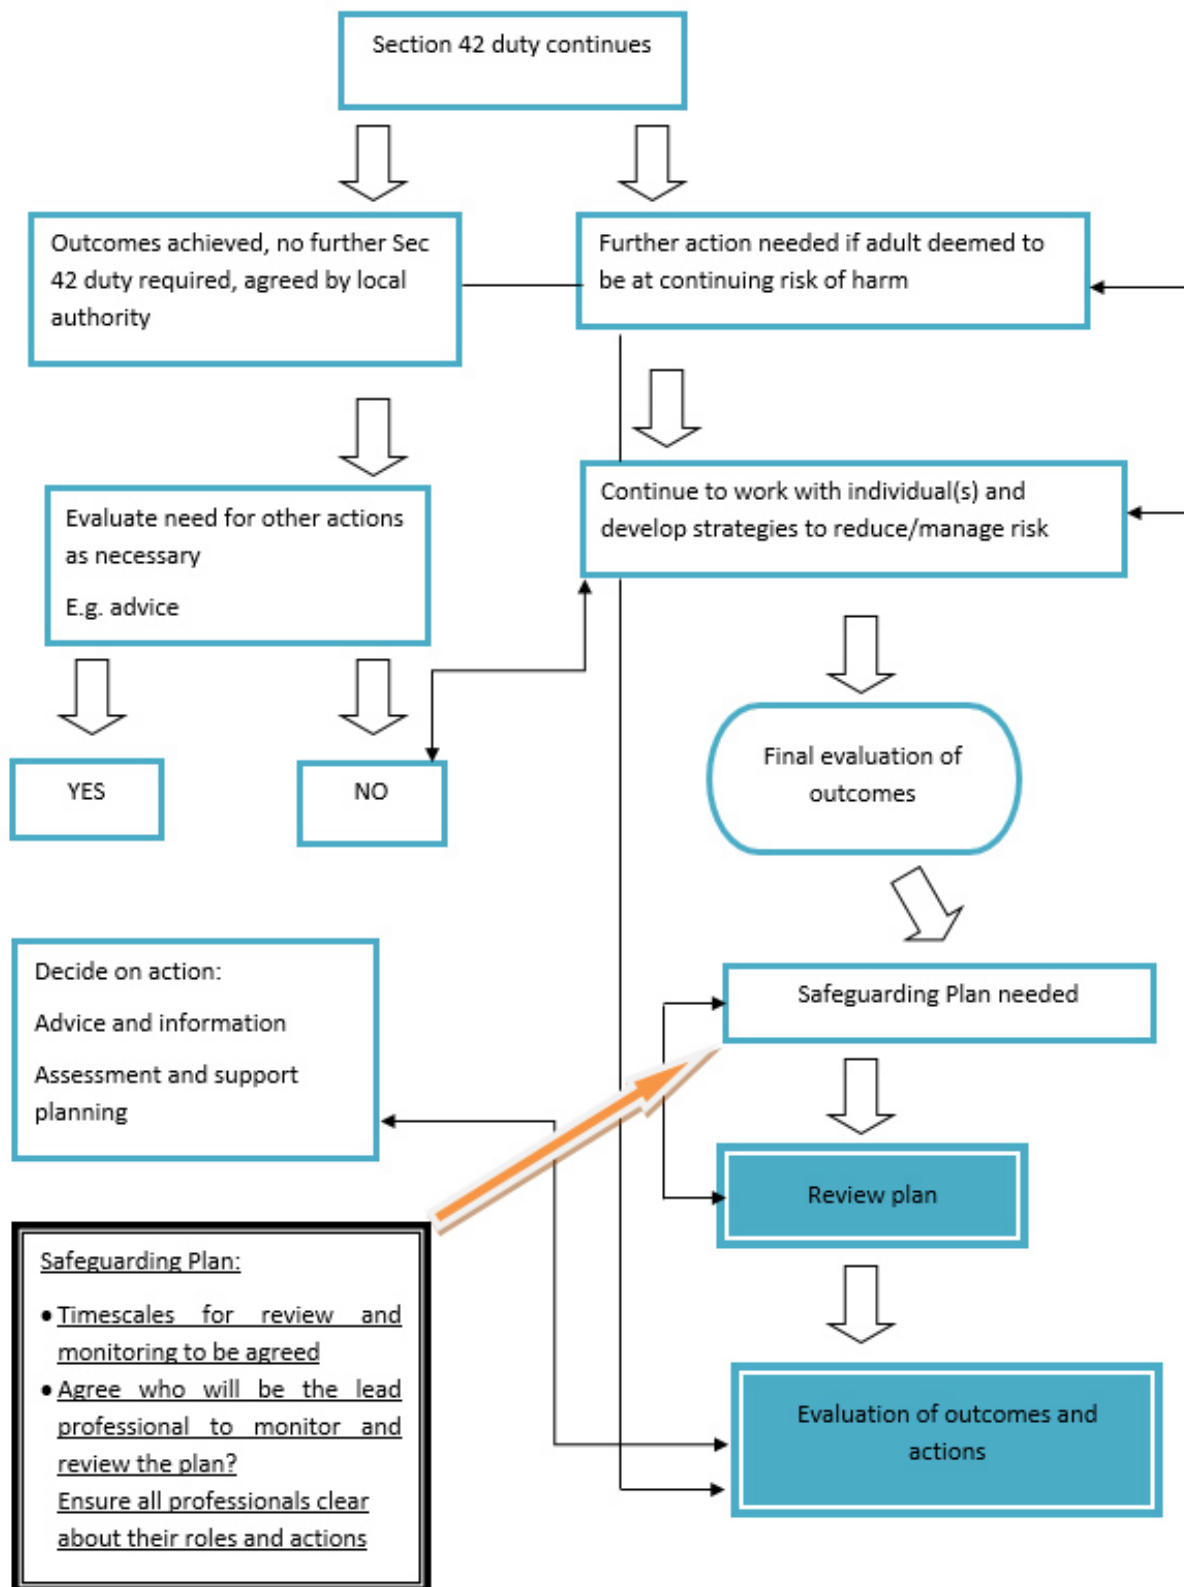 Section 42 duty continues
Outcomes achieved, no further Sec
42 duty required, agreed by local
authority
Further action needed if adult deemed to
be at continuing risk of harm
Evaluate need for other actions
as necessary
E.g. advice
Continue to work with individual(s) and
develop strategies to reduce/manage risk
YES
NO
Final evaluation of
outcomes
Decide on action:
Advice and information
Assessment and support
planning
Safeguarding Plan needed
Review plan
Safeguarding Plan:
• Timescales for review and
monitoring to be agreed
• Agree who will be the lead
professional to monitor and
review the plan?
Ensure all professionals clear
about their roles and actions
Evaluation of outcomes and
actions